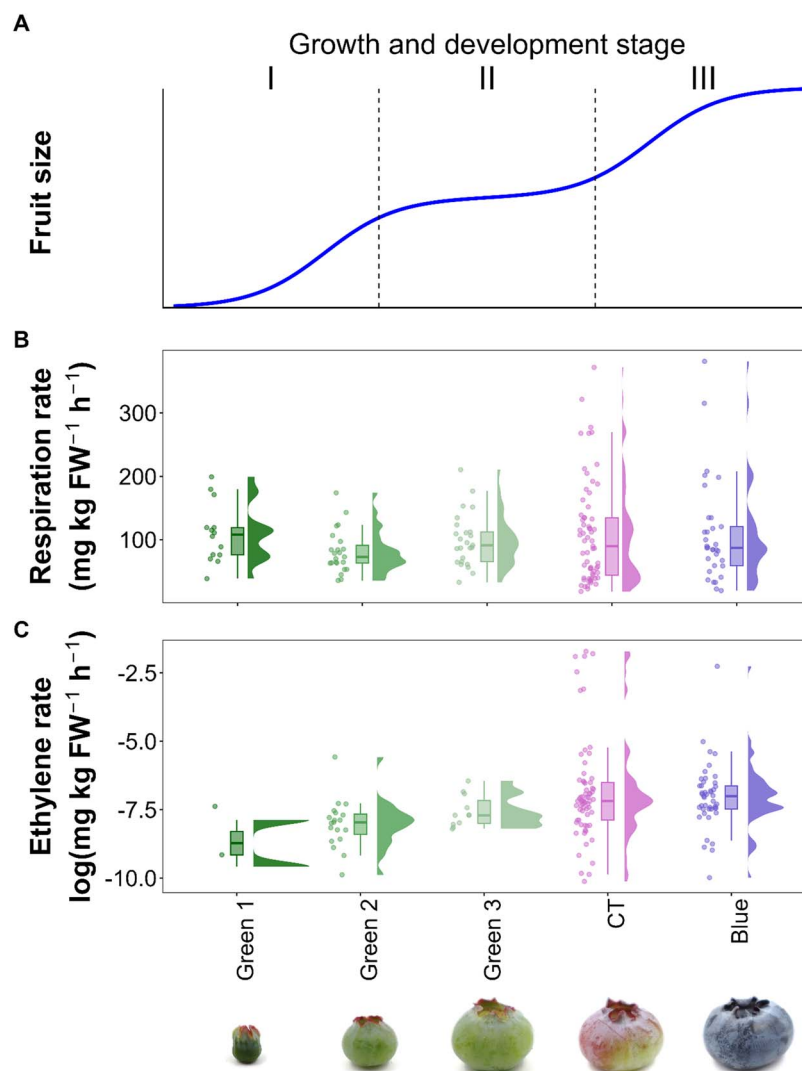 A
Growth and development stage
I II III
Fruit size
B
Respiration rate
(mg kg FW⁻¹ h⁻¹)
300
200
100
C
Ethylene rate
log(mg kg FW⁻¹ h⁻¹)
-2.5
-5.0
-7.5
-10.0
Green 1
Green 2
Green 3
CT
Blue